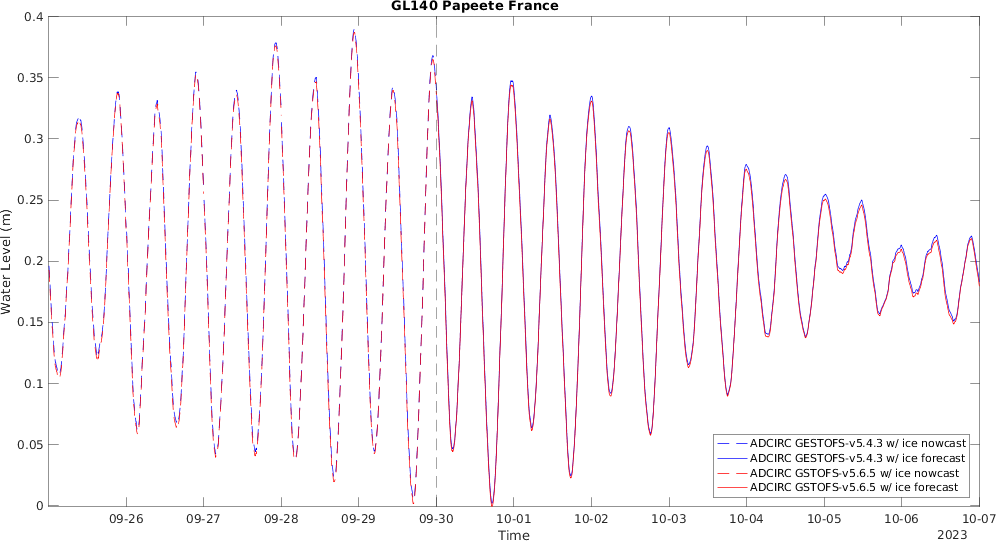 GL140 Papeete France
0.4
0.35
0.3
0.25
0.2
0.15
0.1
0.05
0
Water Level (m)
ADCIRC GESTOFS-v5.4.3 w/ ice nowcast
ADCIRC GESTOFS-v5.4.3 w/ ice forecast
ADCIRC GSTOFS-v5.6.5 w/ ice nowcast
ADCIRC GSTOFS-v5.6.5 w/ ice forecast
09-26 09-27 09-28 09-29 09-30 10-01 10-02 10-03 10-04 10-05 10-06 10-07
Time
2023